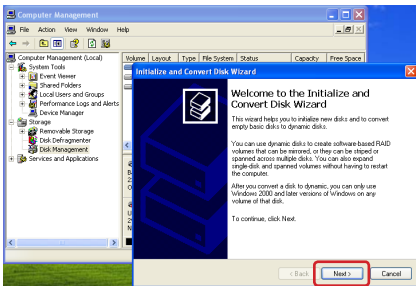 Computer Management
File Action View Window Help
Computer Management (Local)
System Tools
Event Viewer
Shared Folders
Local Users and Groups
Performance Logs and Alerts
Device Manager
Storage
Removable Storage
Disk Defragmenter
Disk Management
Services and Applications
Volume Layout Type File System Status Capacity Free Space
Initialize and Convert Disk Wizard
Welcome to the Initialize and
Convert Disk Wizard
This wizard helps you to initialize new disks and to convert
empty basic disks to dynamic disks.
You can use dynamic disks to create software-based RAID
volumes that can be mirrored, or they can be striped or
spanned across multiple disks. You can also expand
single-disk and spanned volumes without having to restart
the computer.
After you convert a disk to dynamic, you can only use
Windows 2000 and later versions of Windows on any
volume of that disk.
To continue, click Next.
< Back Next > Cancel